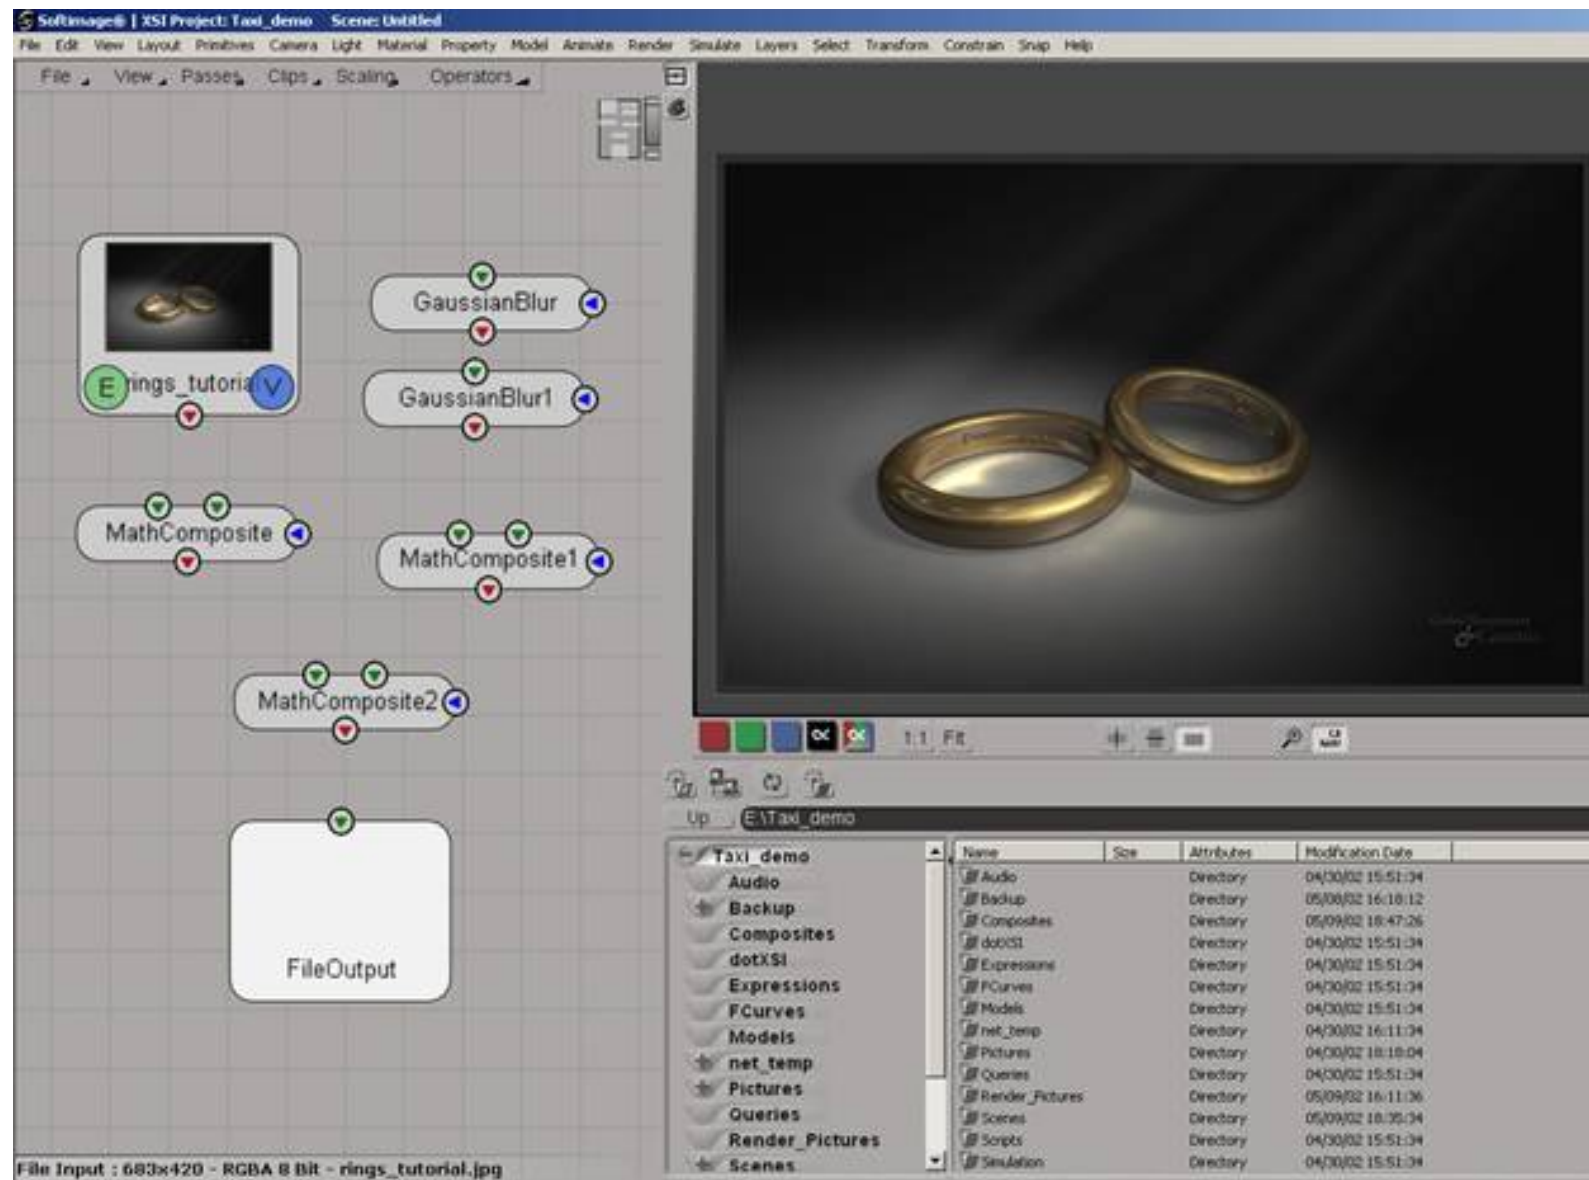 Softimage® | XSI Project: Taxi_demo Scene: Untitled
File Edit View Layout Primitives Camera Light Material Property Model Animate Render Simulate Layers Select Transform Constrain Snap Help
File View Passes Clips Scaling Operators
rings_tutoria
E
V
GaussianBlur
GaussianBlur1
MathComposite
MathComposite1
MathComposite2
FileOutput
File Input : 683x420 - RGBA 8 Bit - rings_tutorial.jpg
1:1 Fit
Up E:\Taxi_demo
Taxi_demo
Audio
Backup
Composites
dotXSI
Expressions
FCurves
Models
net_temp
Pictures
Queries
Render_Pictures
Scenes
Name Size Attributes Modification Date
Audio Directory 04/30/02 15:51:34
Backup Directory 05/08/02 16:18:12
Composites Directory 05/09/02 18:47:26
dotXSI Directory 04/30/02 15:51:34
Expressions Directory 04/30/02 15:51:34
FCurves Directory 04/30/02 15:51:34
Models Directory 04/30/02 15:51:34
net_temp Directory 04/30/02 16:11:34
Pictures Directory 04/30/02 18:18:04
Queries Directory 04/30/02 15:51:34
Render_Pictures Directory 05/09/02 16:11:36
Scenes Directory 05/09/02 18:35:34
Scripts Directory 04/30/02 15:51:34
Simulation Directory 04/30/02 15:51:34